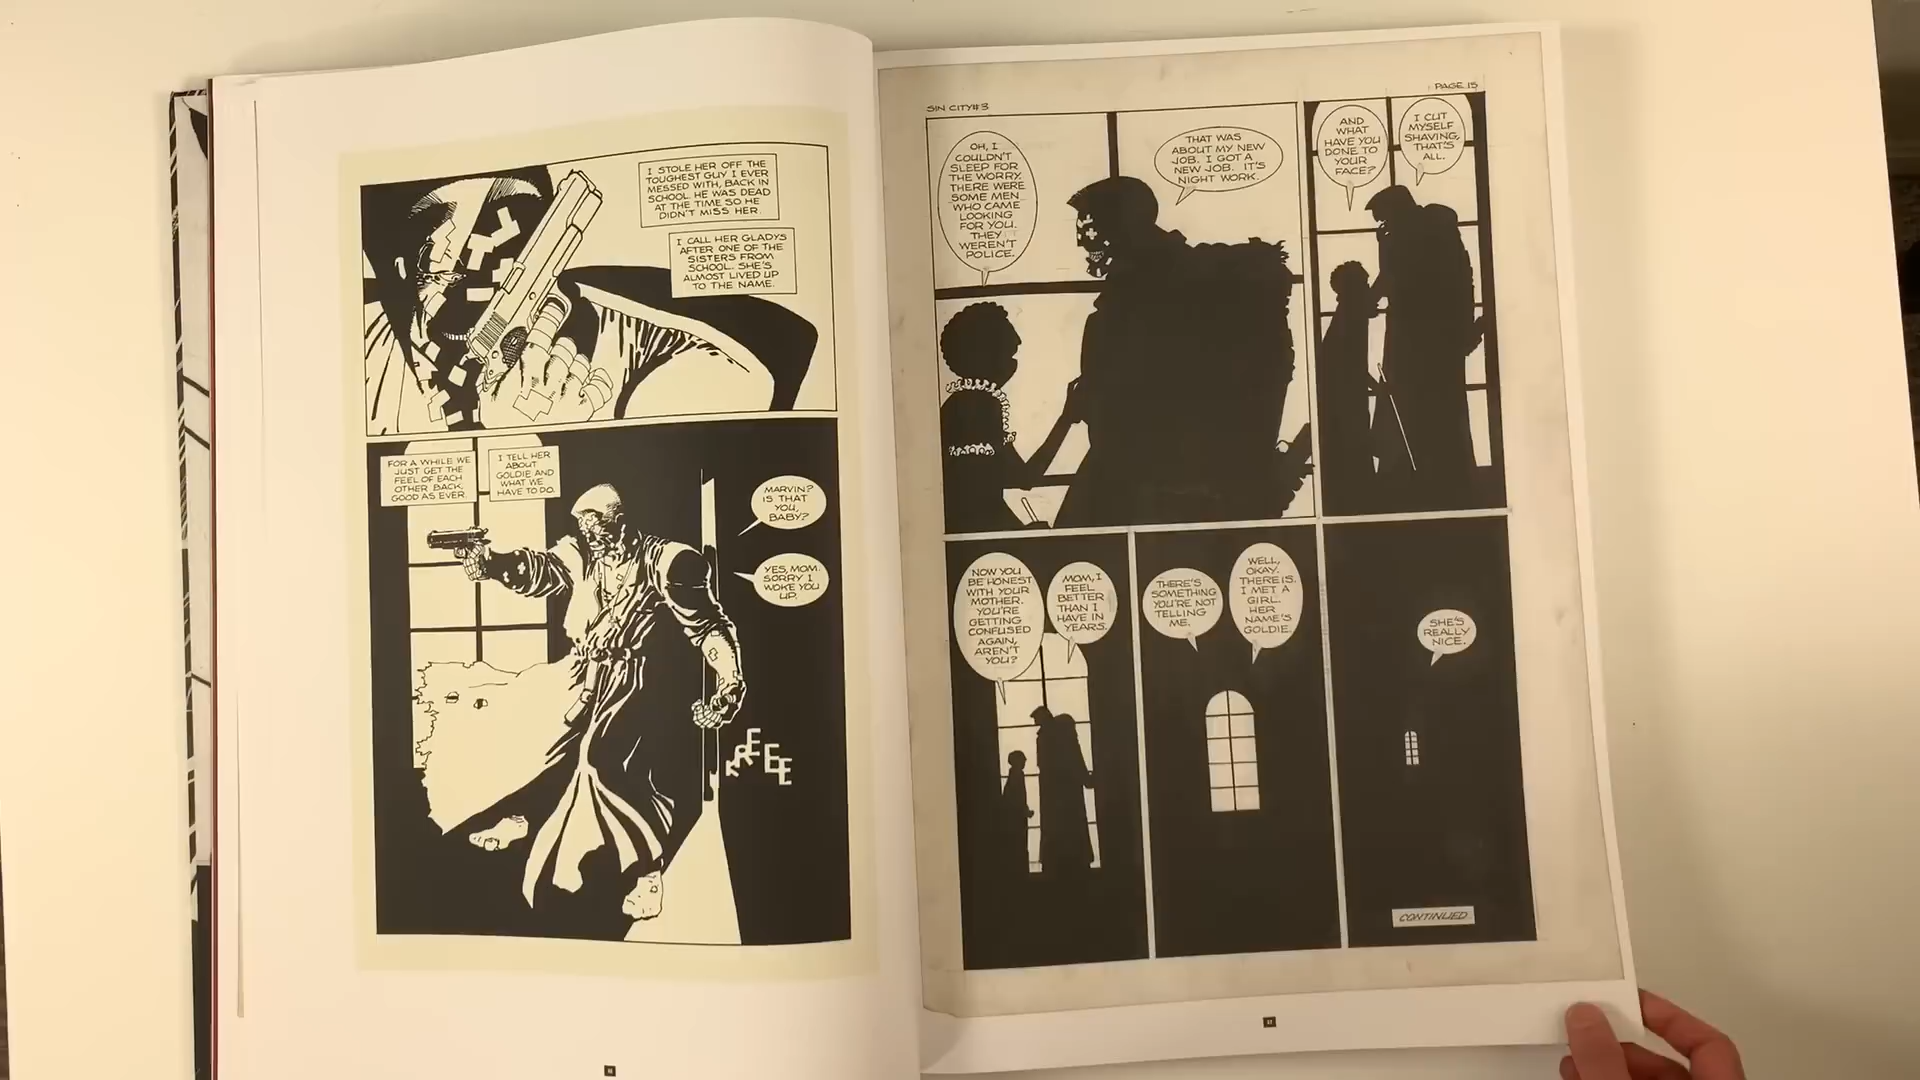 I STOLE HER OFF THE
TOUGHEST GUY I EVER
MESSED WITH, BACK IN
SCHOOL. HE WAS DEAD
AT THE TIME SO HE
DIDN'T MISS HER.
I CALL HER GLADYS
AFTER ONE OF THE
SISTERS FROM
SCHOOL. SHE'S
ALMOST LIVED UP
TO THE NAME.
FOR A WHILE WE
JUST GET THE
FEEL OF EACH
OTHER BACK,
GOOD AS EVER.
I TELL HER
ABOUT
GOLDIE AND
WHAT WE
HAVE TO DO.
MARVIN?
IS THAT
YOU,
BABY?
YES, MOM.
SORRY I
WOKE YOU
UP.
KREEEE
SIN CITY #3
PAGE 15
OH, I
COULDN'T
SLEEP FOR
THE WORRY.
THERE WERE
SOME MEN
WHO CAME
LOOKING
FOR YOU.
THEY
WEREN'T
POLICE.
THAT WAS
ABOUT MY NEW
JOB. I GOT A
NEW JOB. IT'S
NIGHT WORK.
AND
WHAT
HAVE YOU
DONE TO
YOUR
FACE?
I CUT
MYSELF
SHAVING,
THAT'S
ALL.
NOW YOU
BE HONEST
WITH YOUR
MOTHER.
YOU'RE
GETTING
CONFUSED
AGAIN,
AREN'T
YOU?
MOM, I
FEEL
BETTER
THAN I
HAVE IN
YEARS.
THERE'S
SOMETHING
YOU'RE NOT
TELLING
ME.
WELL,
OKAY.
THERE IS.
I MET A
GIRL.
HER
NAME'S
GOLDIE.
SHE'S
REALLY
NICE.
CONTINUED